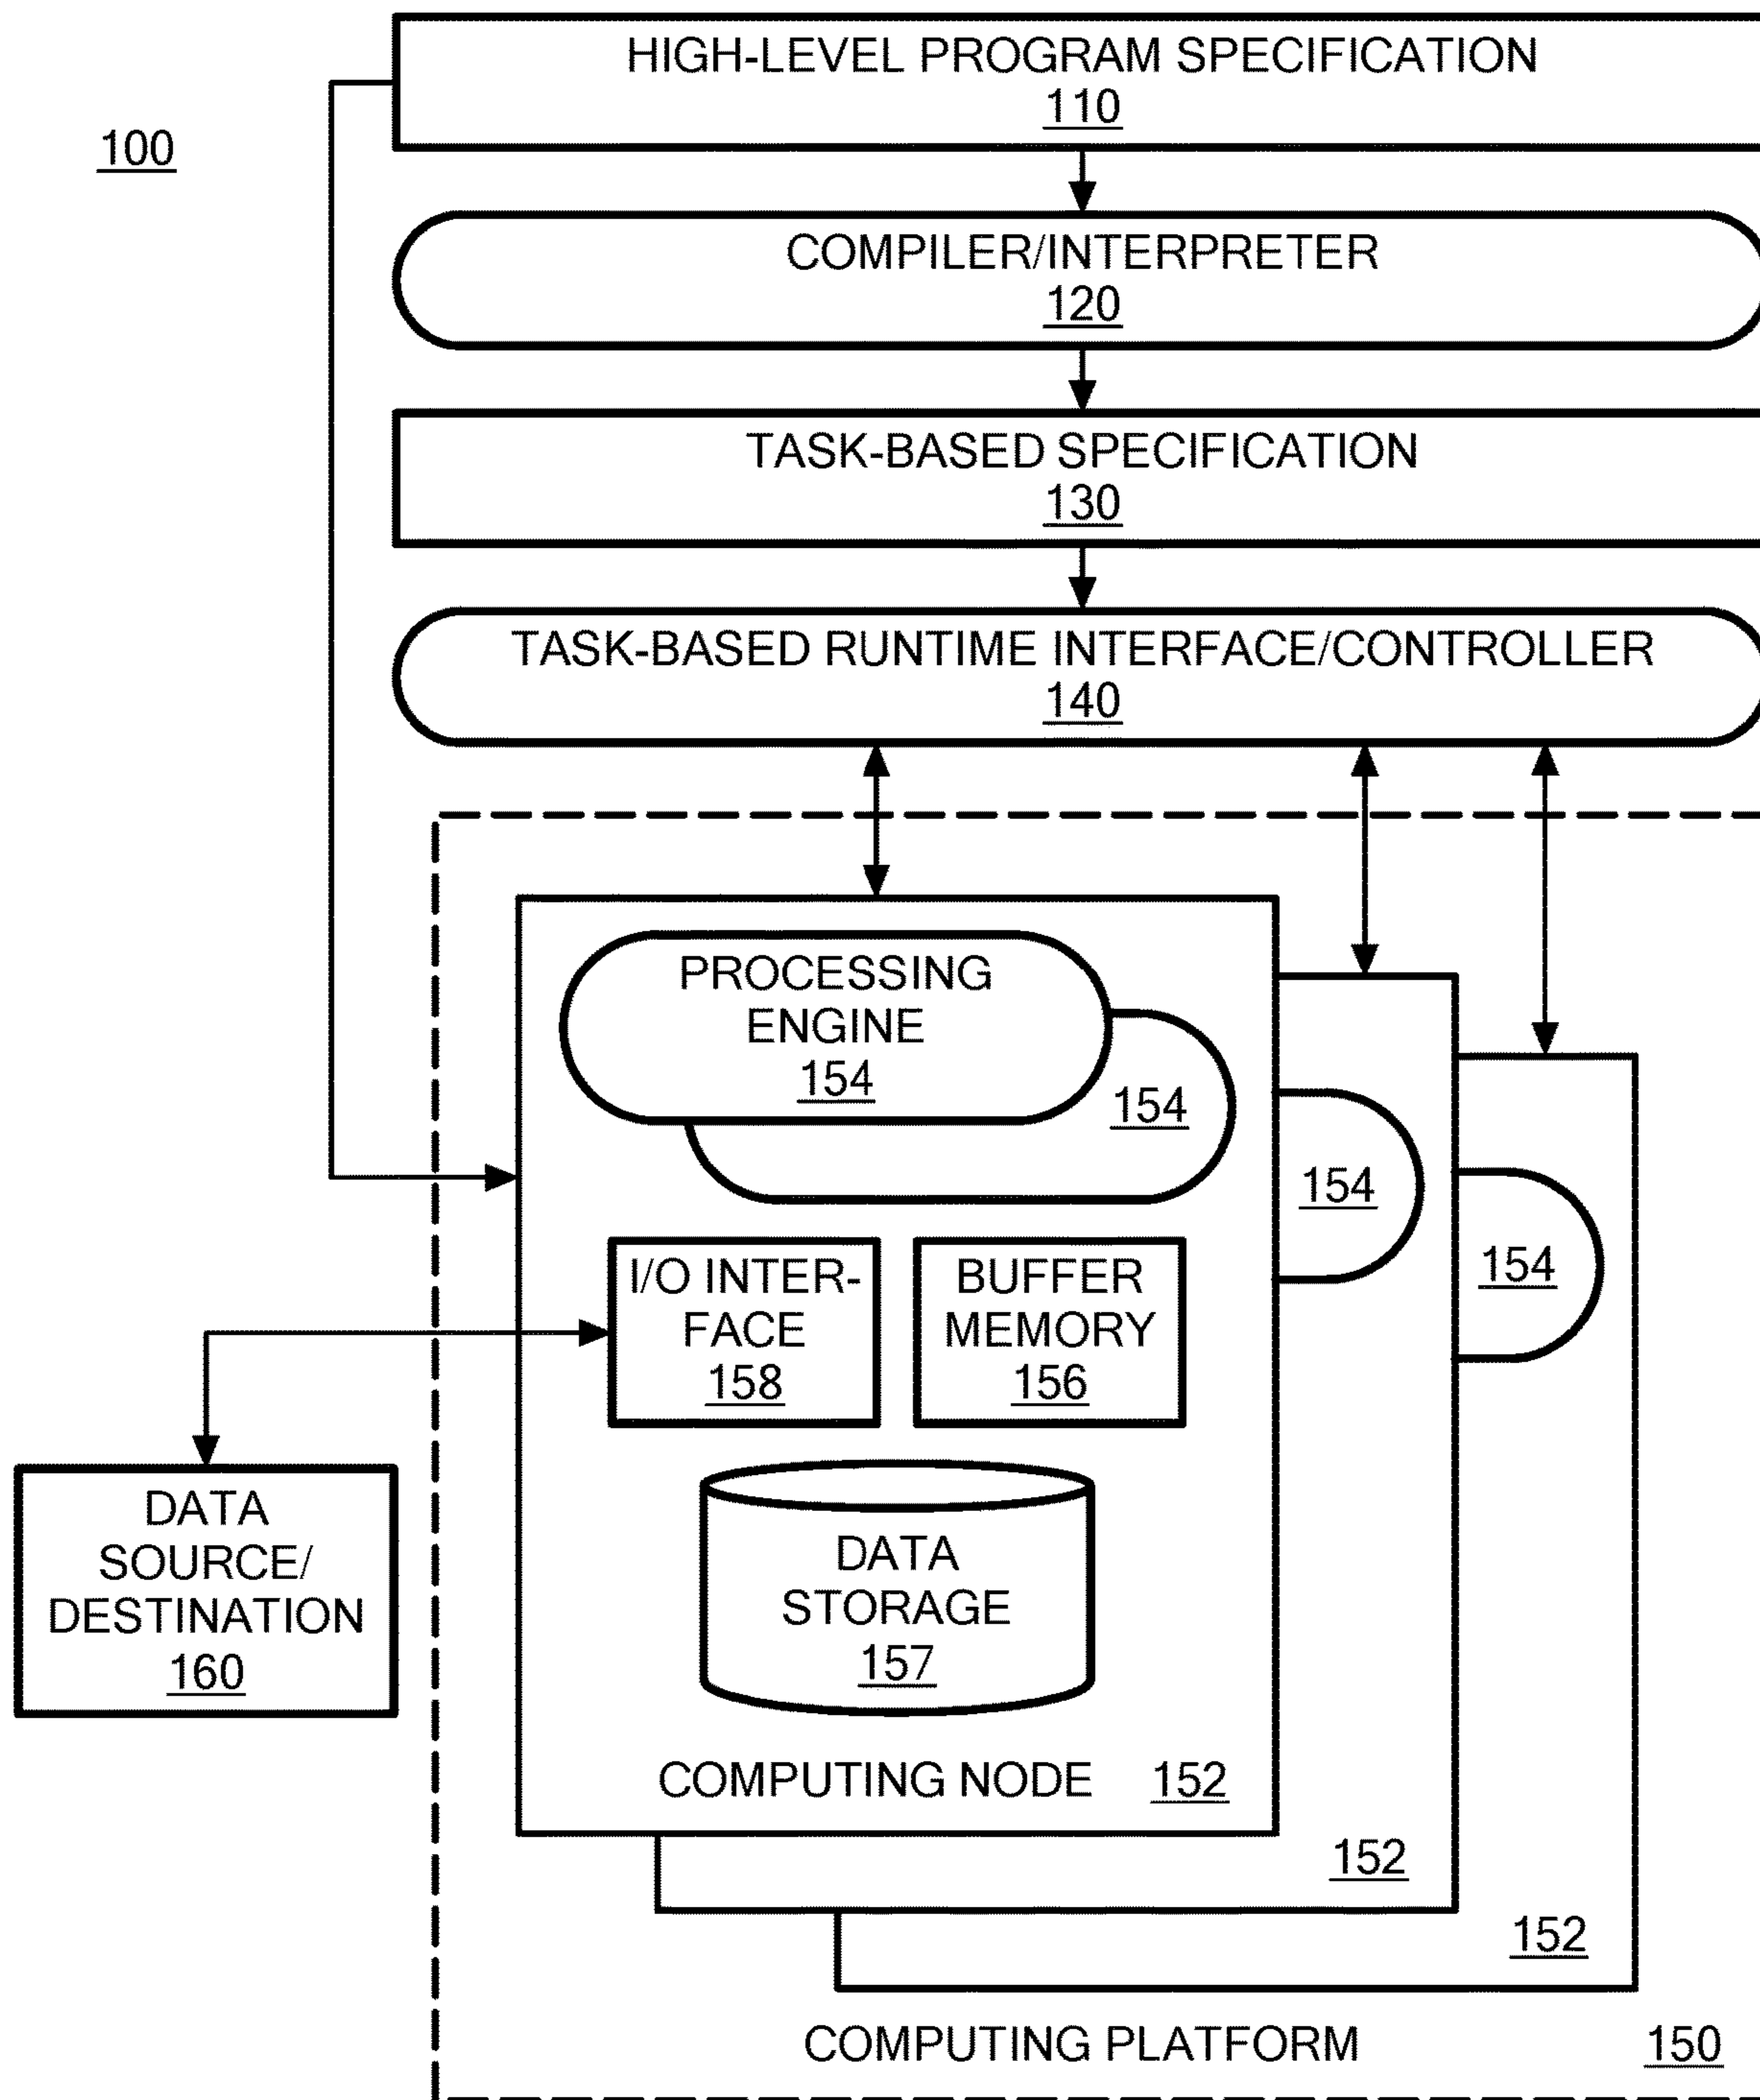 HIGH-LEVEL PROGRAM SPECIFICATION
110
100
COMPILER/INTERPRETER
120
TASK-BASED SPECIFICATION
130
TASK-BASED RUNTIME INTERFACE/CONTROLLER
140
PROCESSING
ENGINE
154
154
154
154
I/O INTER-
FACE
158
BUFFER
MEMORY
156
DATA
SOURCE/
DESTINATION
160
DATA
STORAGE
157
COMPUTING NODE 152
152
152
COMPUTING PLATFORM 150